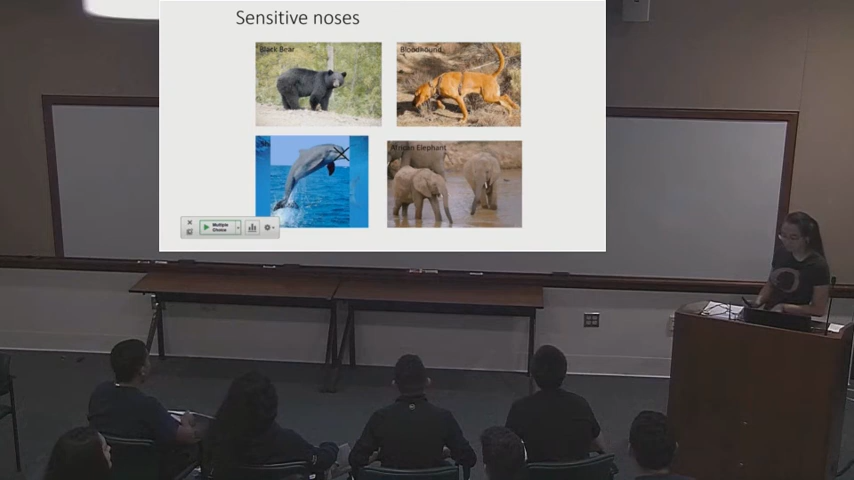 Sensitive noses
Black Bear
Bloodhound
African Elephant
Multiple
Choice